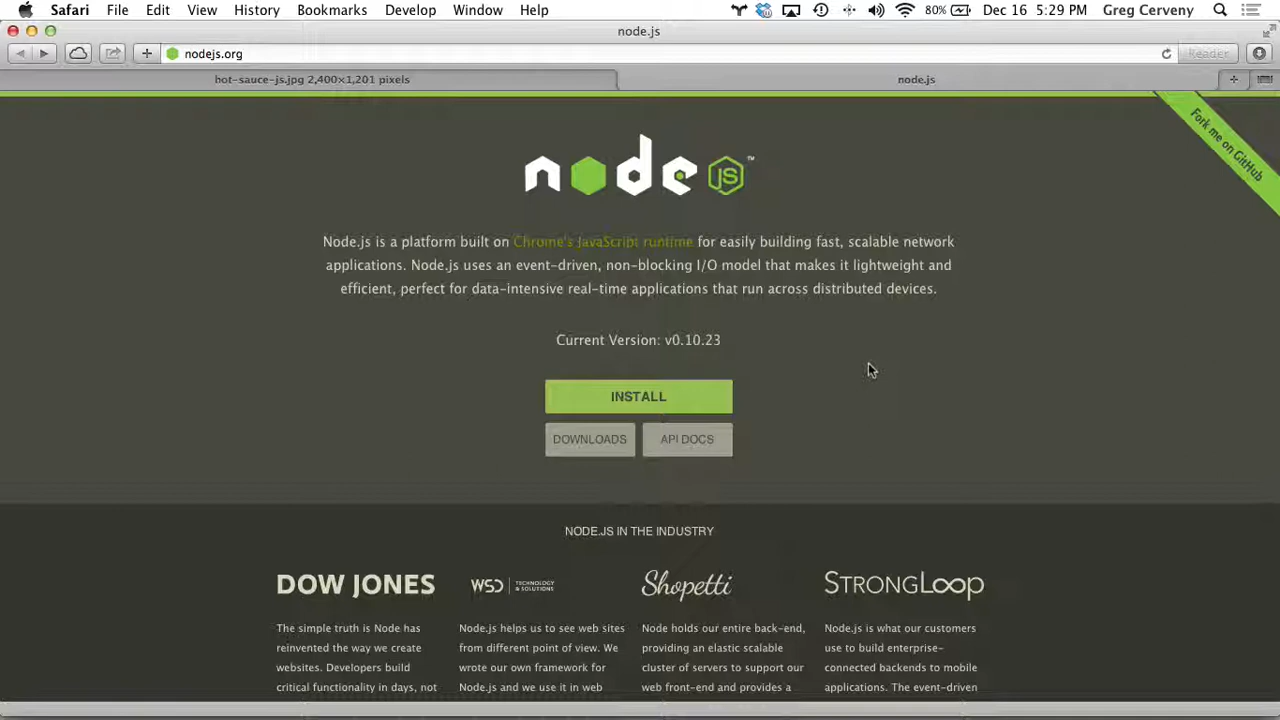 Safari File Edit View History Bookmarks Develop Window Help 80% Dec 16 5:29 PM Greg Cerveny
node.js
nodejs.org Reader
hot-sauce-js.jpg 2,400×1,201 pixels node.js
Fork me on GitHub
node JS ™
Node.js is a platform built on Chrome's JavaScript runtime for easily building fast, scalable network
applications. Node.js uses an event-driven, non-blocking I/O model that makes it lightweight and
efficient, perfect for data-intensive real-time applications that run across distributed devices.
Current Version: v0.10.23
INSTALL
DOWNLOADS API DOCS
NODE.JS IN THE INDUSTRY
DOW JONES
The simple truth is Node has
reinvented the way we create
websites. Developers build
critical functionality in days, not
WSD TECHNOLOGY & SOLUTIONS
Node.js helps us to see web sites
from different point of view. We
wrote our own framework for
Node.js and we use it in web
Shopetti
Node holds our entire back-end,
providing an elastic scalable
cluster of servers to support our
web front-end and provides a
STRONGLOOP
Node.js is what our customers
use to build enterprise-
connected backends to mobile
applications. The event-driven